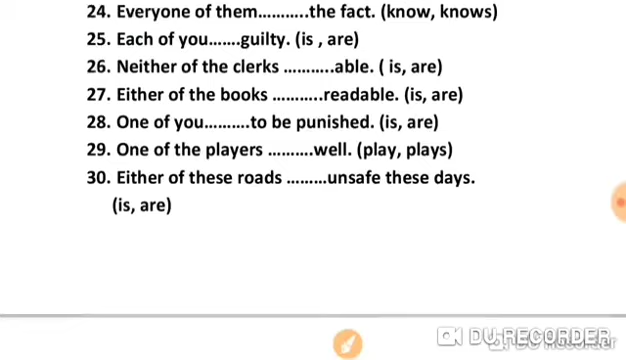 24. Everyone of them...........the fact. (know, knows)
25. Each of you.......guilty. (is , are)
26. Neither of the clerks ...........able. ( is, are)
27. Either of the books ...........readable. (is, are)
28. One of you..........to be punished. (is, are)
29. One of the players ..........well. (play, plays)
30. Either of these roads .........unsafe these days.
(is, are)
DU RECORDER